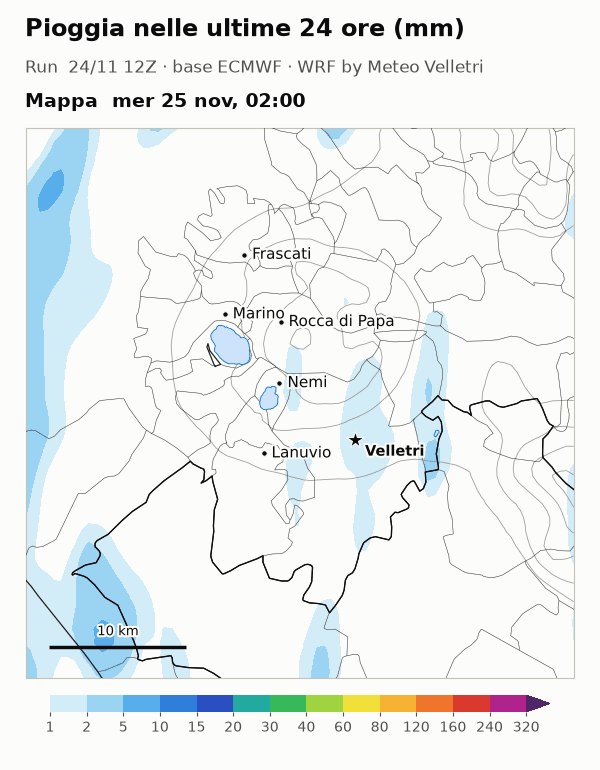 Pioggia nelle ultime 24 ore (mm)
Run  24/11 12Z · base ECMWF · WRF by Meteo Velletri
Mappa  mer 25 nov, 02:00
Frascati
Marino
Rocca di Papa
Nemi
Velletri
Lanuvio
10 km
1 2 5 10 15 20 30 40 60 80 120 160 240 320